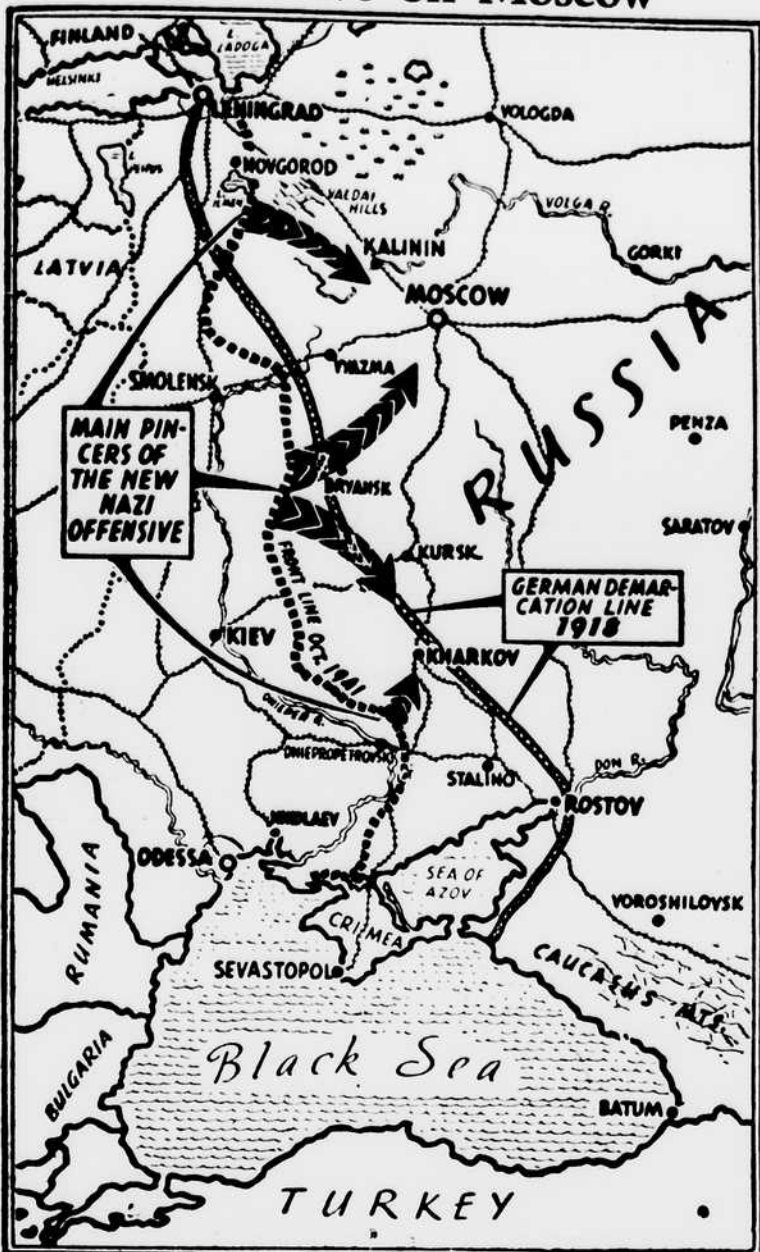 on Moscow
FINLAND
L. LADOGA
HELSINKI
LENINGRAD
VOLOGDA
NOVGOROD
VALDAI
HILLS
VOLGA R.
LATVIA
KALININ
GORKI
MOSCOW
RUSSIA
VYAZMA
SMOLENSK
PENZA
MAIN PIN-
CERS OF
THE NEW
NAZI
OFFENSIVE
BRYANSK
SARATOV
FRONT LINE OCT. 1941
KURSK
GERMAN DEMAR-
CATION LINE
1918
KIEV
KHARKOV
DNIEPER R.
DNIEPROPETROVSK
STALINO
DON R.
ROSTOV
NIKOLAEV
ODESSA
SEA OF
AZOV
RUMANIA
CRIMEA
VOROSHILOVSK
SEVASTOPOL
CAUCASUS MTS.
BULGARIA
Black Sea
BATUM
TURKEY